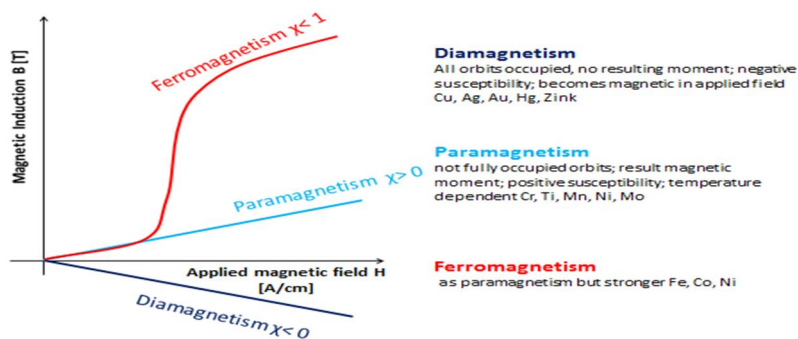 Magnetic Induction B [T]
Ferromagnetism χ< 1
Paramagnetism χ> 0
Applied magnetic field H
[A/cm]
Diamagnetism χ< 0
Diamagnetism
All orbits occupied, no resulting moment; negative
susceptibility; becomes magnetic in applied field
Cu, Ag, Au, Hg, Zink
Paramagnetism
not fully occupied orbits; result magnetic
moment; positive susceptibility; temperature
dependent Cr, Ti, Mn, Ni, Mo
Ferromagnetism
as paramagnetism but stronger Fe, Co, Ni